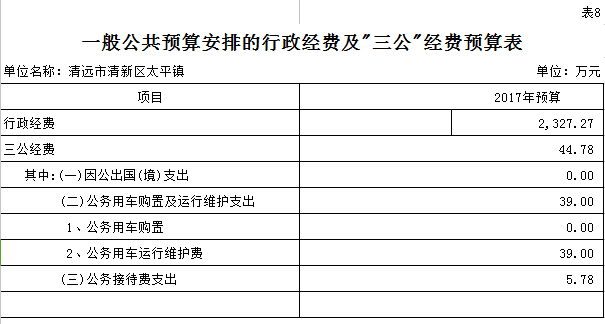 表8
一般公共预算安排的行政经费及"三公"经费预算表
单位名称：清远市清新区太平镇 单位：万元
项目 2017年预算
行政经费 2,327.27
三公经费 44.78
其中:(一)因公出国(境)支出 0.00
(二)公务用车购置及运行维护支出 39.00
1、公务用车购置 0.00
2、公务用车运行维护费 39.00
(三)公务接待费支出 5.78